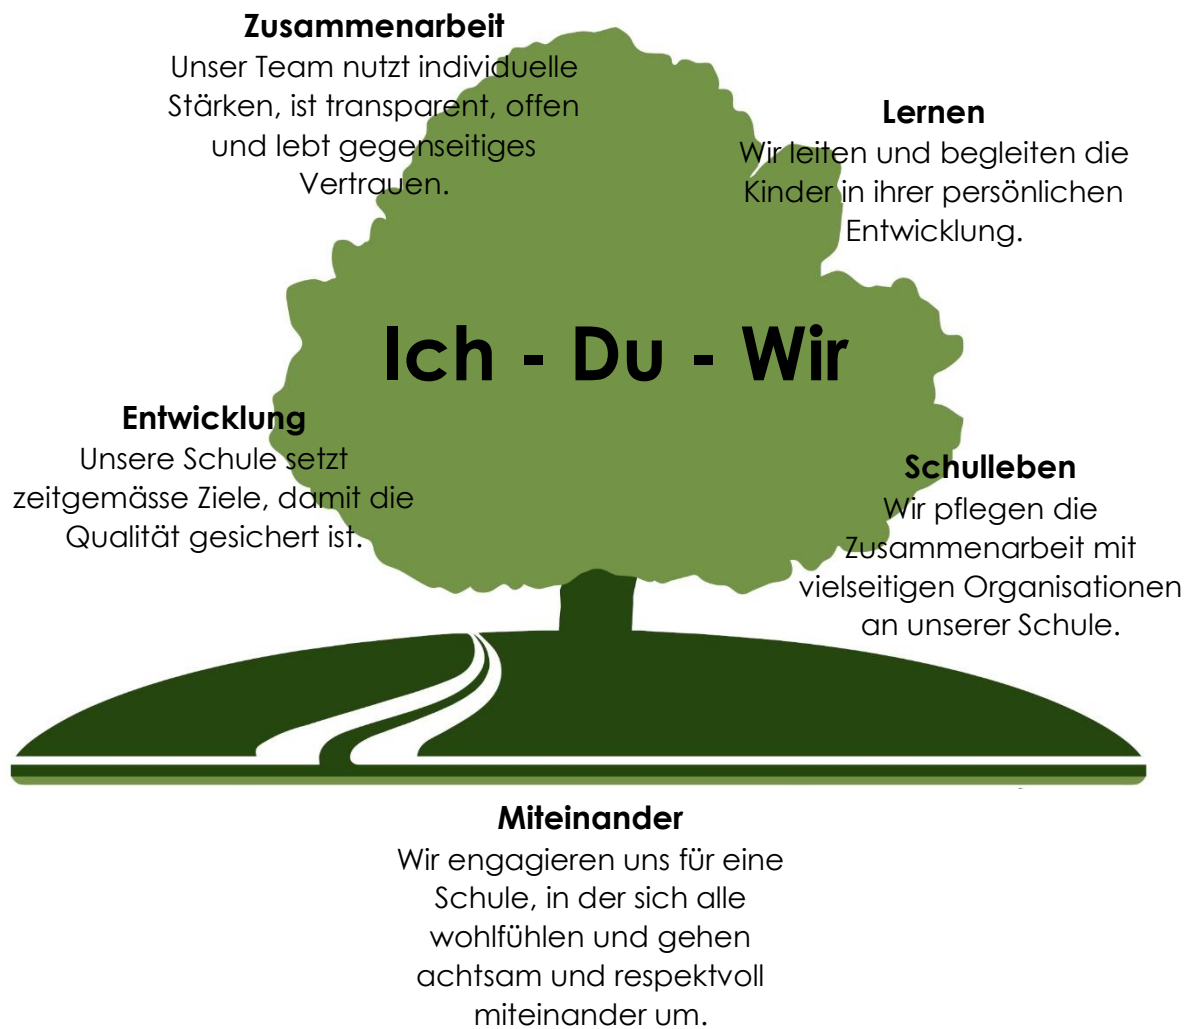 Zusammenarbeit
Unser Team nutzt individuelle
Stärken, ist transparent, offen
und lebt gegenseitiges
Vertrauen.
Lernen
Wir leiten und begleiten die
Kinder in ihrer persönlichen
Entwicklung.
Ich - Du - Wir
Entwicklung
Unsere Schule setzt
zeitgemässe Ziele, damit die
Qualität gesichert ist.
Schulleben
Wir pflegen die
Zusammenarbeit mit
vielseitigen Organisationen
an unserer Schule.
Miteinander
Wir engagieren uns für eine
Schule, in der sich alle
wohlfühlen und gehen
achtsam und respektvoll
miteinander um.